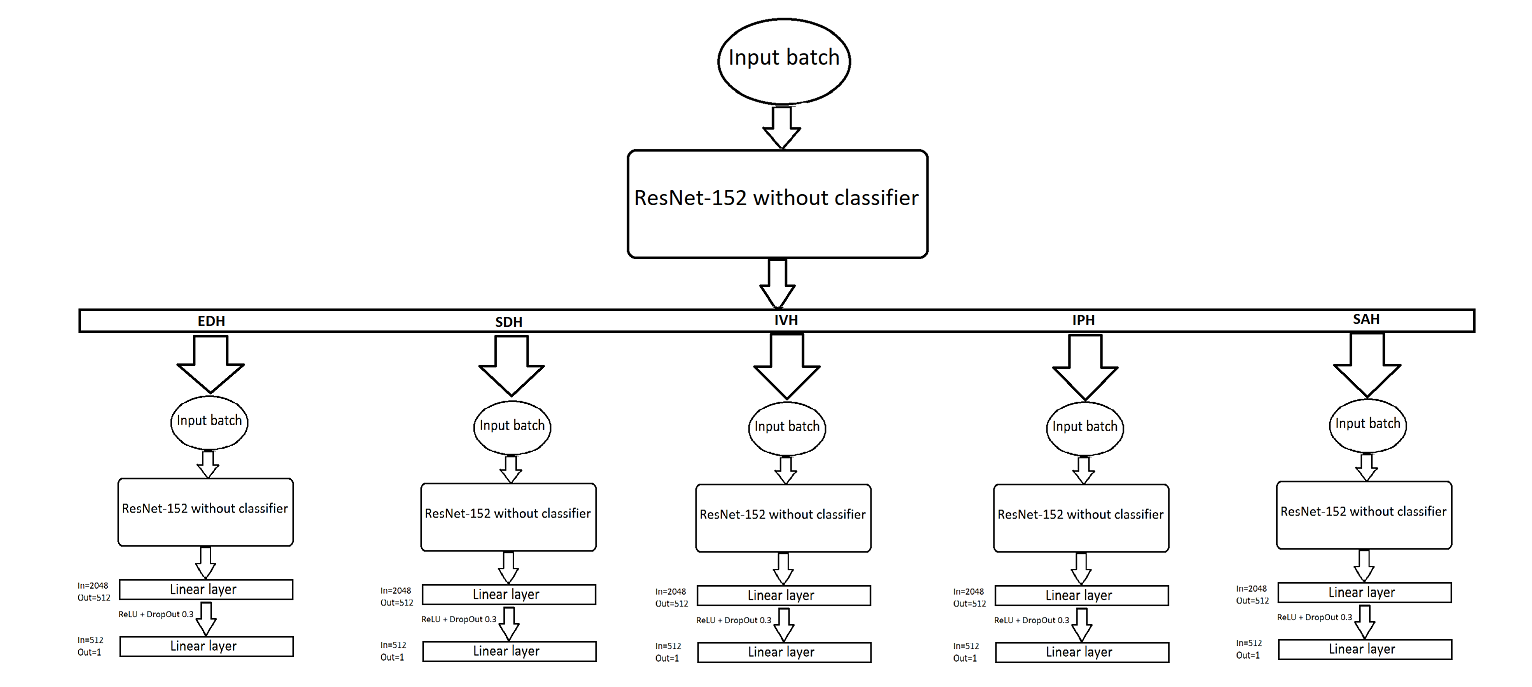 Input batch
ResNet-152 without classifier
EDH
SDH
IVH
IPH
SAH
Input batch
ResNet-152 without classifier
In=2048
Out=512
Linear layer
ReLU + DropOut 0.3
In=512
Out=1
Linear layer
Input batch
ResNet-152 without classifier
In=2048
Out=512
Linear layer
ReLU + DropOut 0.3
In=512
Out=1
Linear layer
Input batch
ResNet-152 without classifier
In=2048
Out=512
Linear layer
ReLU + DropOut 0.3
In=512
Out=1
Linear layer
Input batch
ResNet-152 without classifier
In=2048
Out=512
Linear layer
ReLU + DropOut 0.3
In=512
Out=1
Linear layer
Input batch
ResNet-152 without classifier
In=2048
Out=512
Linear layer
ReLU + DropOut 0.3
In=512
Out=1
Linear layer